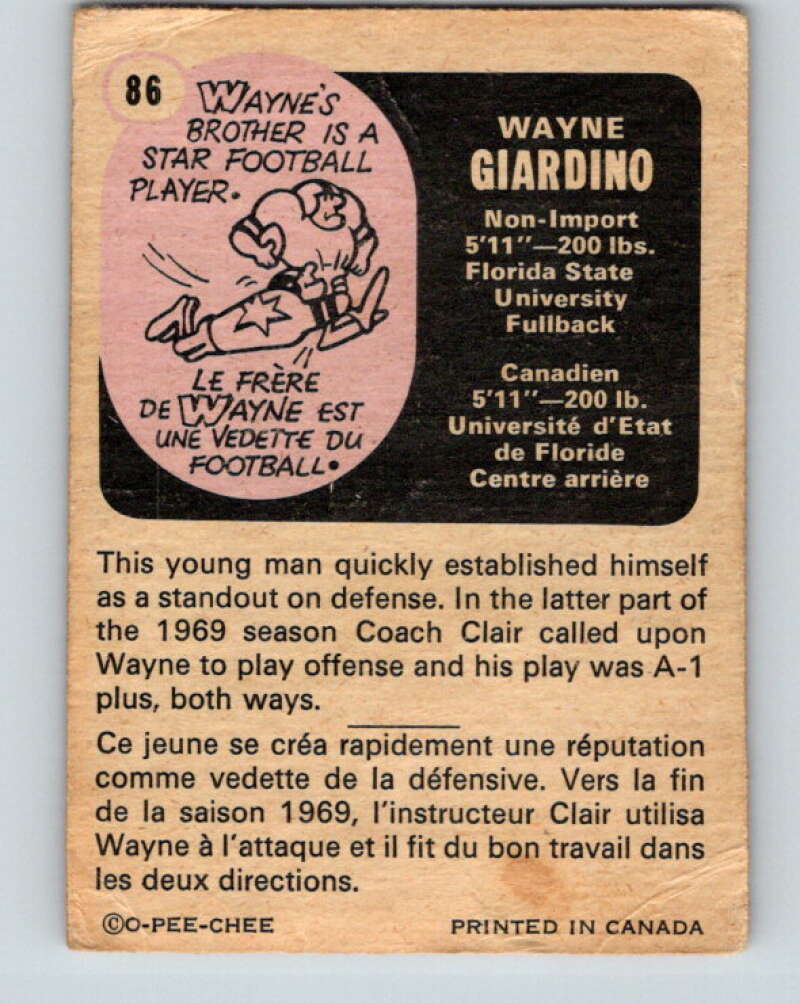 86
WAYNE'S
BROTHER IS A
STAR FOOTBALL
PLAYER.
LE FRÈRE
DE WAYNE EST
UNE VEDETTE DU
FOOTBALL.
WAYNE
GIARDINO
Non-Import
5'11"—200 lbs.
Florida State
University
Fullback
Canadien
5'11"—200 lb.
Université d'Etat
de Floride
Centre arrière
This young man quickly established himself
as a standout on defense. In the latter part of
the 1969 season Coach Clair called upon
Wayne to play offense and his play was A-1
plus, both ways.
Ce jeune se créa rapidement une réputation
comme vedette de la défensive. Vers la fin
de la saison 1969, l'instructeur Clair utilisa
Wayne à l'attaque et il fit du bon travail dans
les deux directions.
©O-PEE-CHEE PRINTED IN CANADA